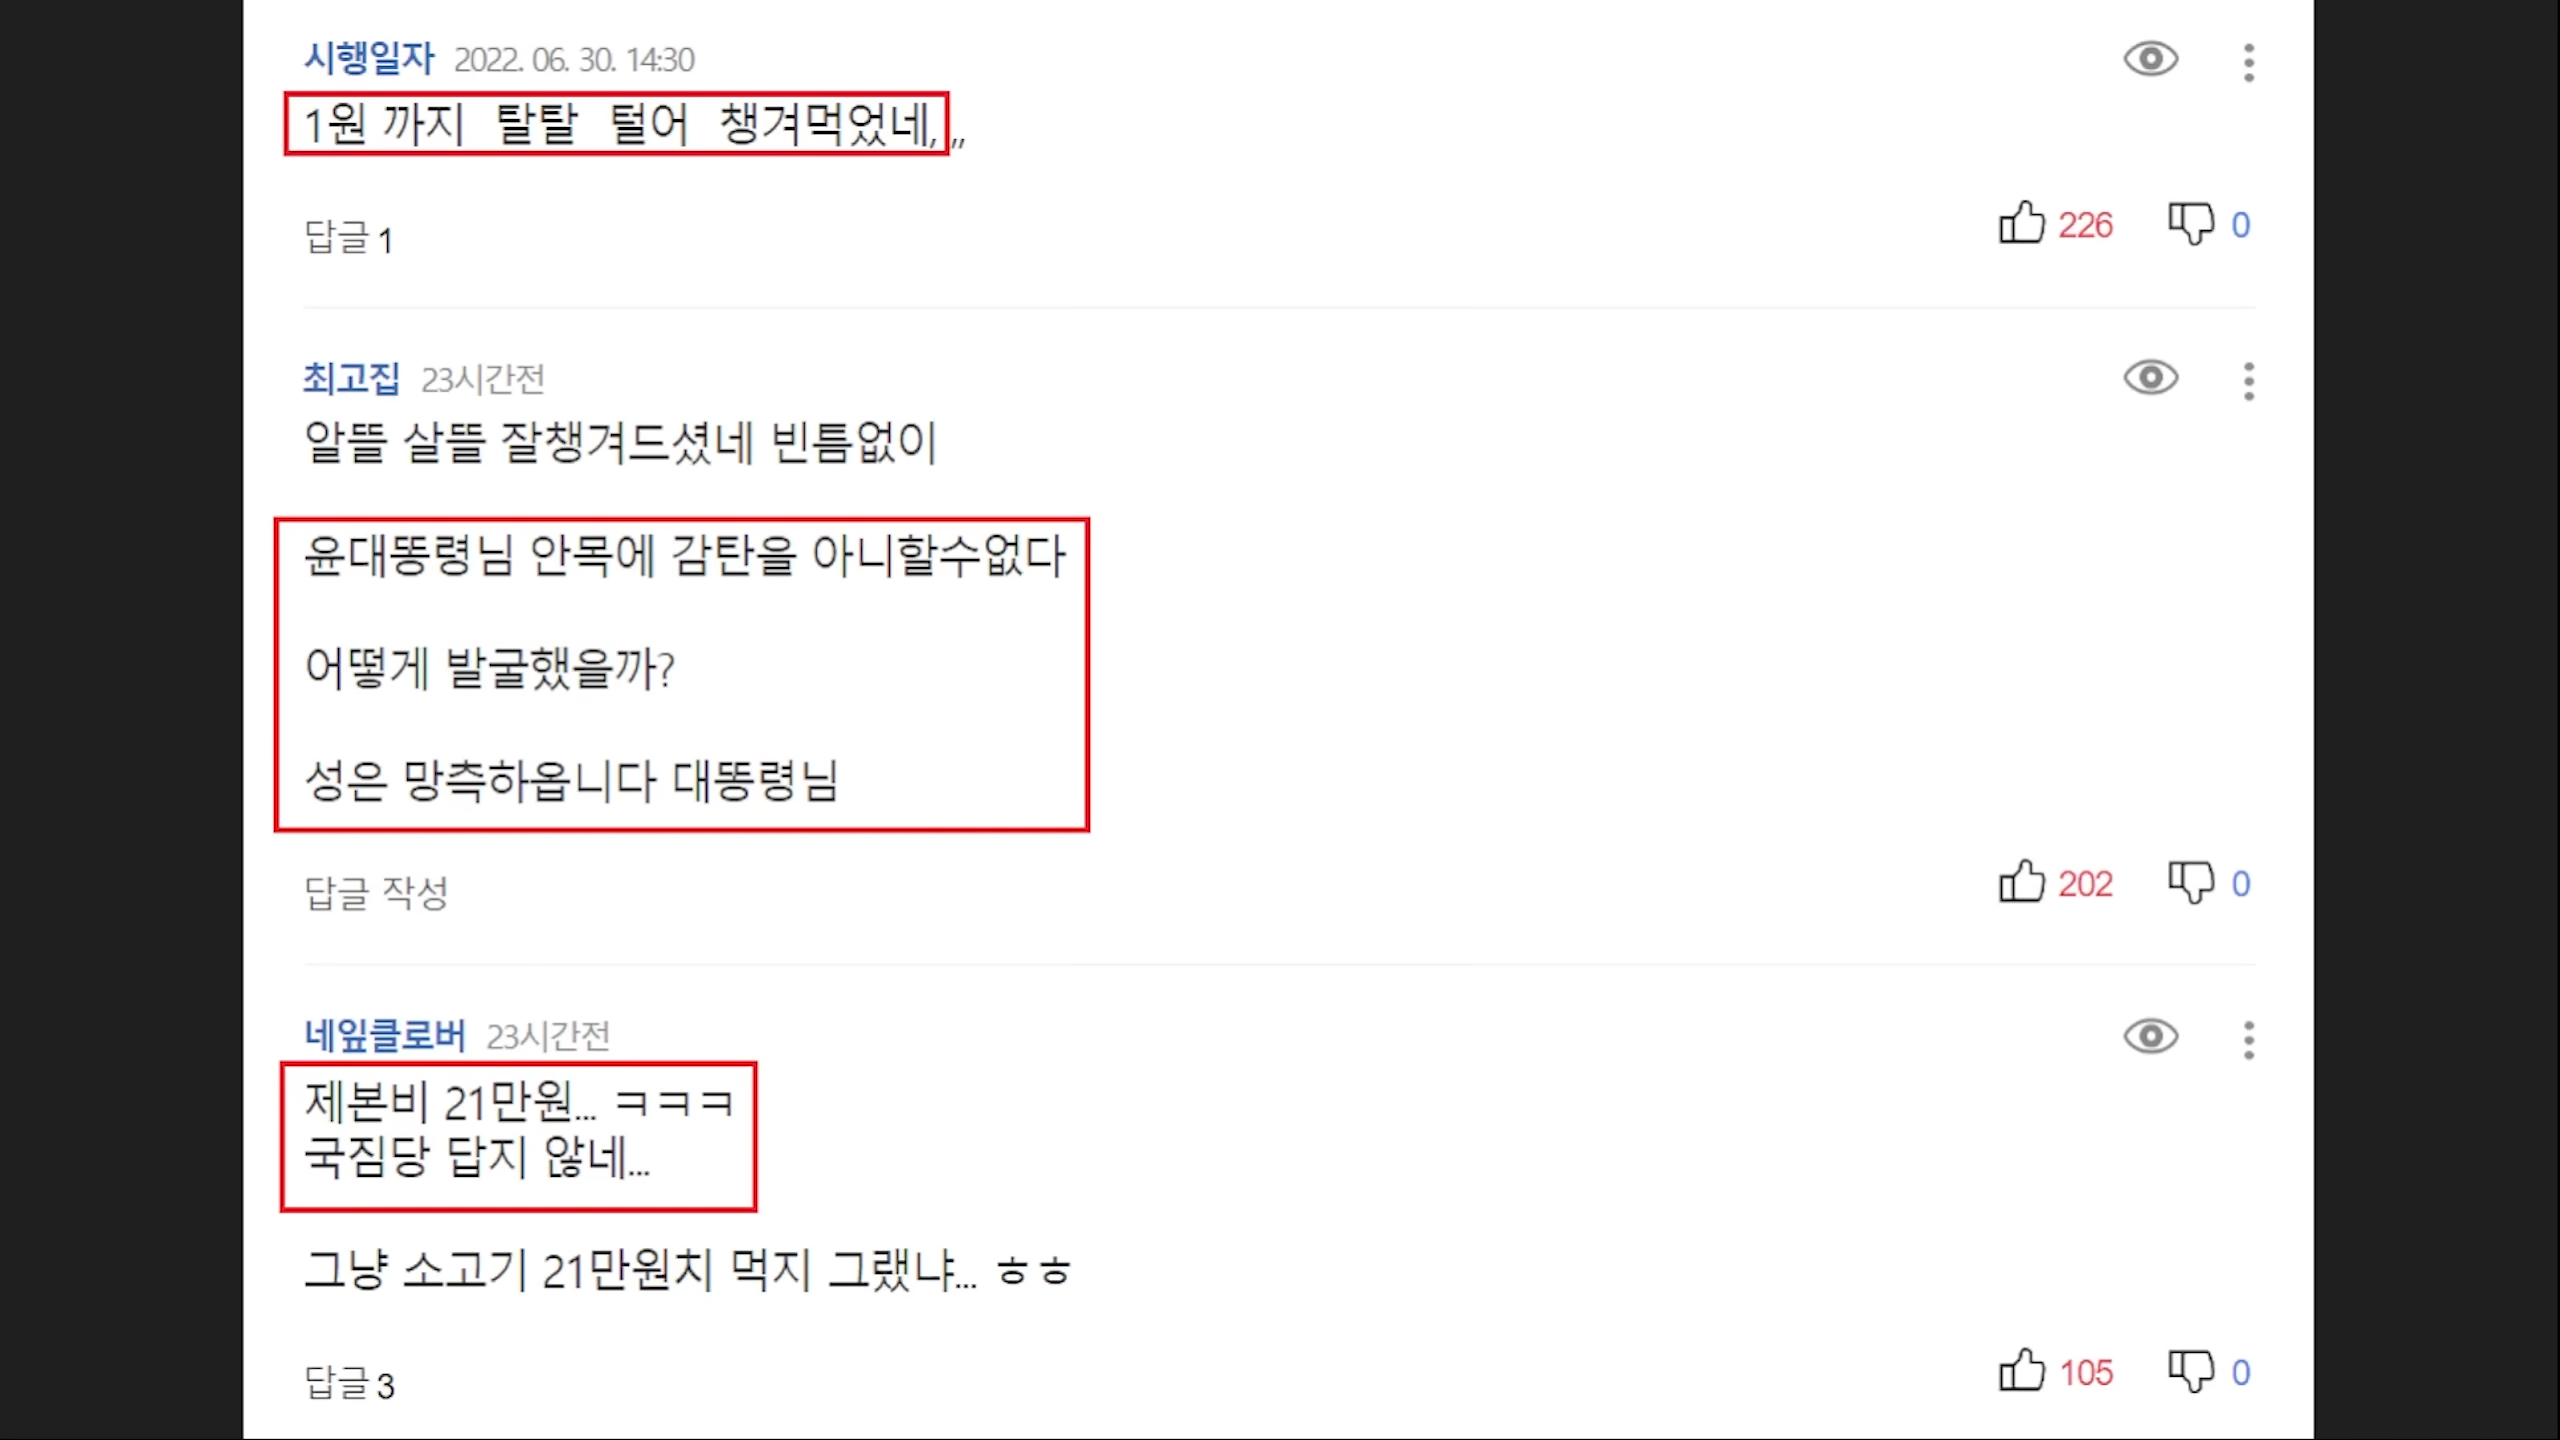 시행일자 2022. 06. 30. 14:30
1원 까지 탈탈 털어 챙겨먹었네,,,
답글 1
226 0
최고집 23시간전
알뜰 살뜰 잘챙겨드셨네 빈틈없이
윤대똥령님 안목에 감탄을 아니할수없다
어떻게 발굴했을까?
성은 망측하옵니다 대똥령님
답글 작성
202 0
네잎클로버 23시간전
제본비 21만원... ㅋㅋㅋ
국짐당 답지 않네...
그냥 소고기 21만원치 먹지 그랬냐... ㅎㅎ
답글 3
105 0